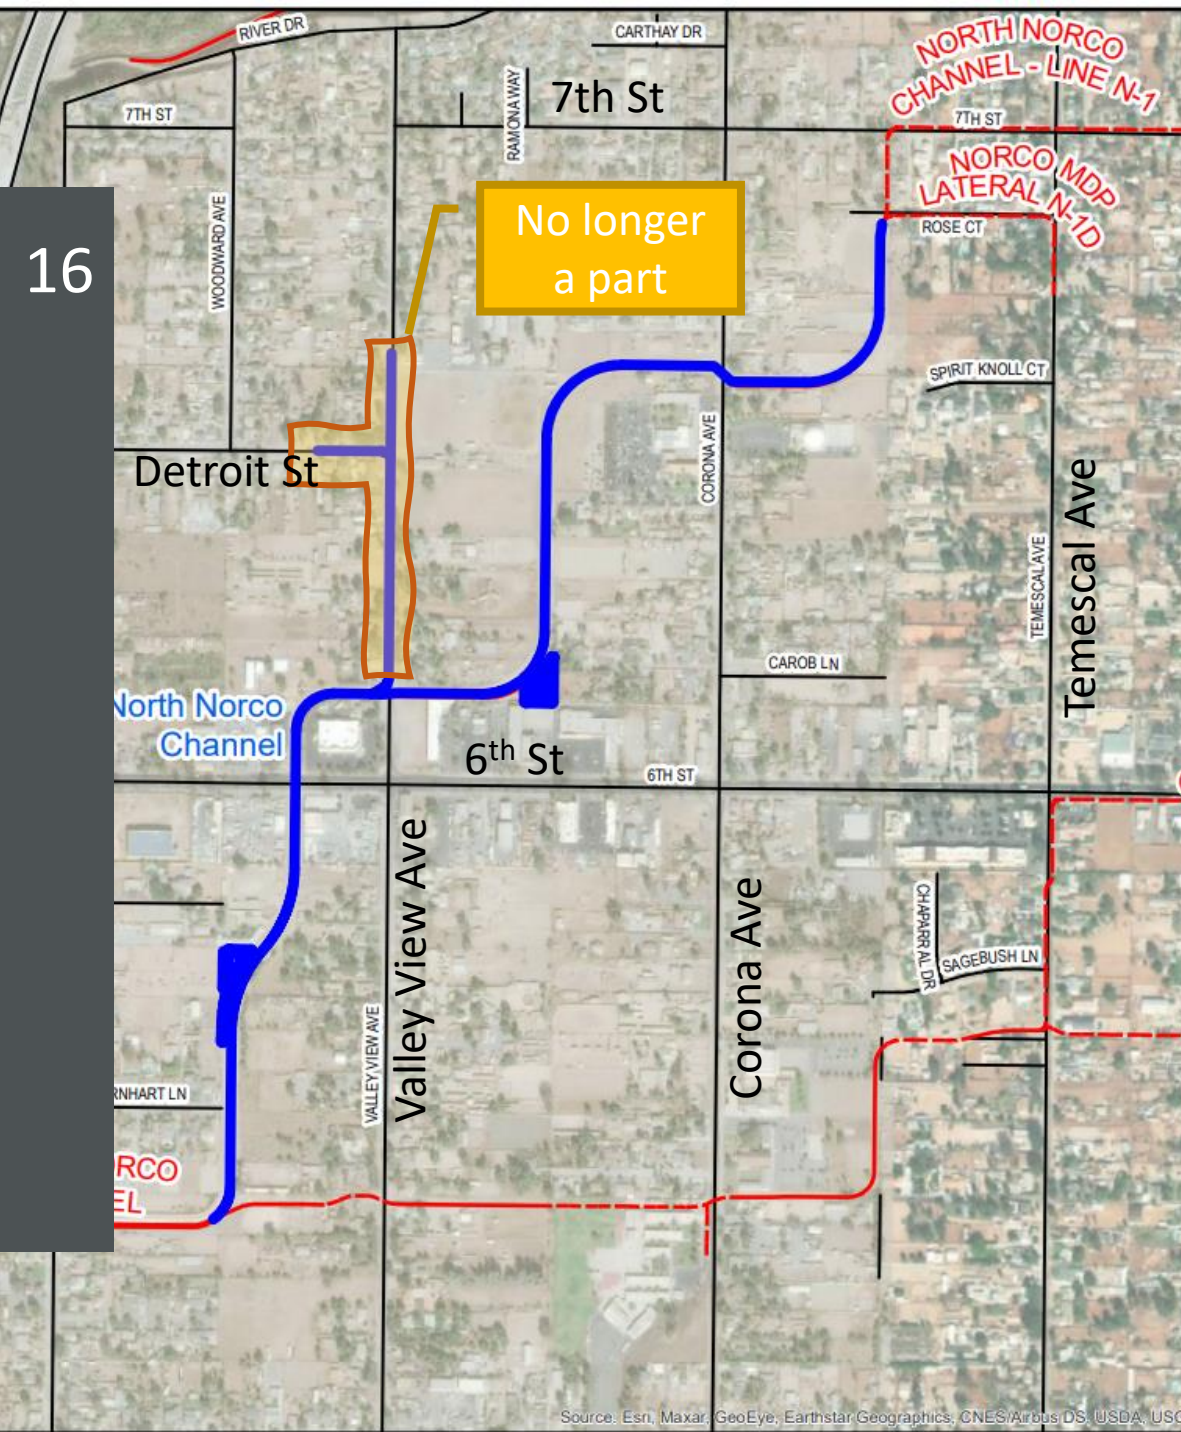 RIVER DR
CARTHAY DR
NORTH NORCO
CHANNEL - LINE N-1
7TH ST
RAMONA WAY
7th St
7TH ST
NORCO MDP
LATERAL N-1D
ROSE CT
WOODWARD AVE
No longer
a part
16
SPIRIT KNOLL CT
CORONA AVE
Detroit St
Temescal Ave
TEMESCAL AVE
CAROB LN
North Norco
Channel
6th St
6TH ST
Valley View Ave
Corona Ave
CHAPARRAL DR
SAGEBUSH LN
VALLEY VIEW AVE
RNHART LN
ORCO
EL
Source: Esri, Maxar, GeoEye, Earthstar Geographics, CNES/Airbus DS, USDA, USG